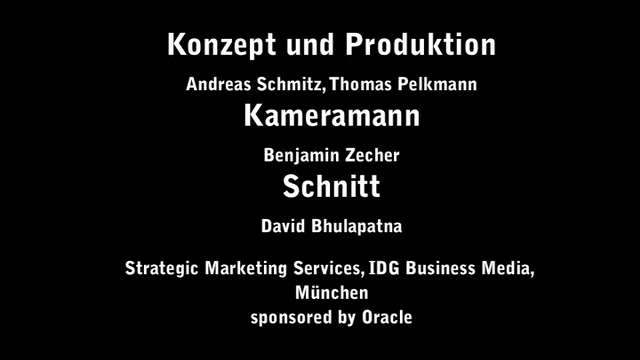 Konzept und Produktion
Andreas Schmitz, Thomas Pelkmann
Kameramann
Benjamin Zecher
Schnitt
David Bhulapatna
Strategic Marketing Services, IDG Business Media,
München
sponsored by Oracle